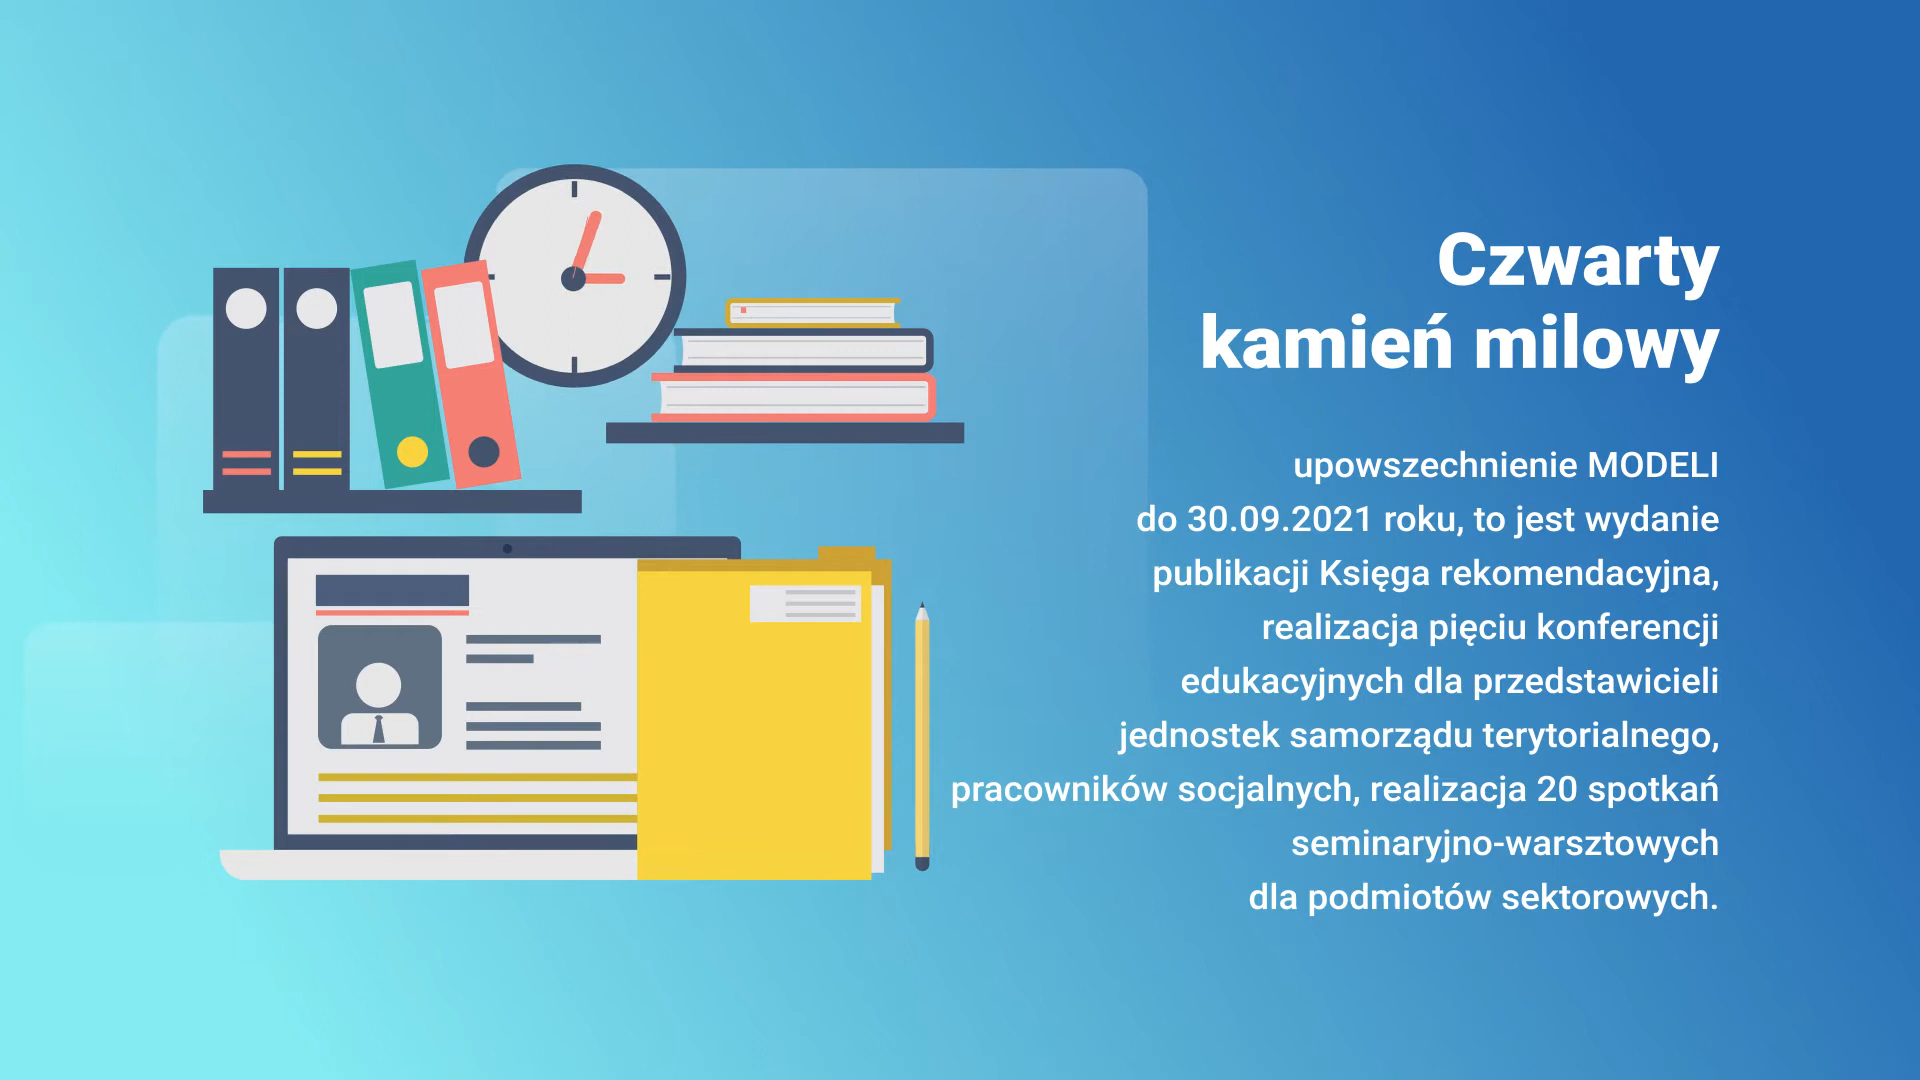 Czwarty
kamień milowy
upowszechnienie MODELI
do 30.09.2021 roku, to jest wydanie
publikacji Księga rekomendacyjna,
realizacja pięciu konferencji
edukacyjnych dla przedstawicieli
jednostek samorządu terytorialnego,
pracowników socjalnych, realizacja 20 spotkań
seminaryjno-warsztowych
dla podmiotów sektorowych.